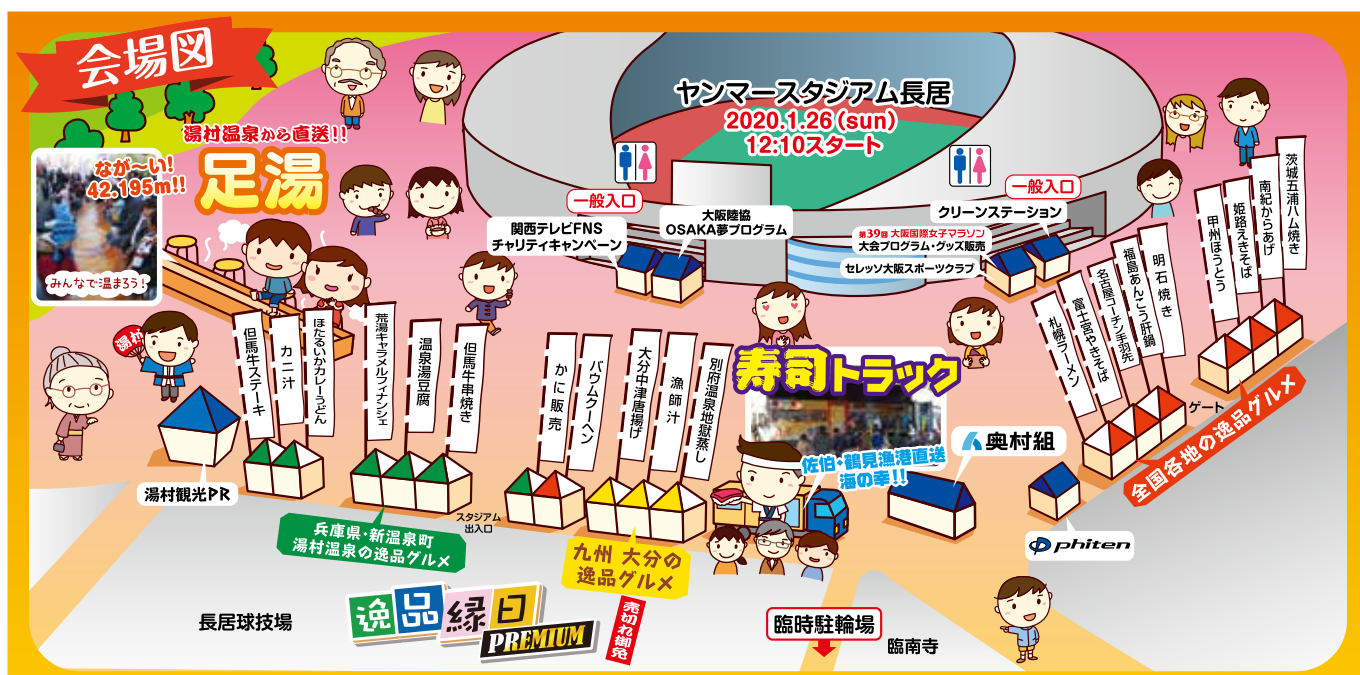 会場図
湯村温泉から直送!!
足湯
なが〜い!
42.195m!!
みんなで温まろう!
ヤンマースタジアム長居
2020.1.26(sun)
12:10スタート
一般入口
一般入口
関西テレビFNS
チャリティキャンペーン
大阪陸協
OSAKA夢プログラム
クリーンステーション
第39回 大阪国際女子マラソン
大会プログラム・グッズ販売
セレッソ大阪スポーツクラブ
湯村
湯村観光PR
但馬牛ステーキ
カニ汁
ほたるいかカレーうどん
荒湯キャラメルフィナンシェ
温泉湯豆腐
但馬牛串焼き
兵庫県・新温泉町
湯村温泉の逸品グルメ
スタジアム
出入口
かに販売
バウムクーヘン
大分中津唐揚げ
漁師汁
別府温泉地獄蒸し
九州 大分の
逸品グルメ
寿司トラック
佐伯・鶴見漁港直送
海の幸!!
奥村組
phiten
札幌ラーメン
富士宮やきそば
名古屋コーチン手羽先
福島あんこう肝鍋
明石焼き
ゲート
甲州ほうとう
姫路えきそば
南紀からあげ
茨城五浦ハム焼き
全国各地の逸品グルメ
長居球技場
逸品縁日
PREMIUM
売切れ御免
臨時駐輪場
臨南寺